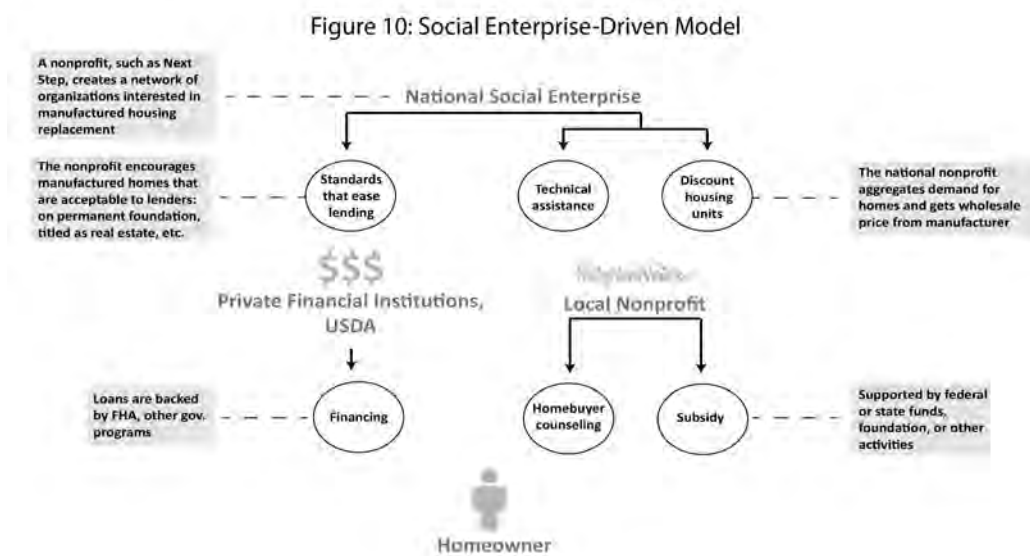 Figure 10: Social Enterprise-Driven Model
A nonprofit, such as Next
Step, creates a network of
organizations interested in
manufactured housing
replacement
National Social Enterprise
The nonprofit encourages
manufactured homes that
are acceptable to lenders:
on permanent foundation,
titled as real estate, etc.
Standards
that ease
lending
Technical
assistance
Discount
housing
units
The national nonprofit
aggregates demand for
homes and gets wholesale
price from manufacturer
$$$
Private Financial Institutions,
USDA
Local Nonprofit
Loans are backed
by FHA, other gov.
programs
Financing
Homebuyer
counseling
Subsidy
Supported by federal
or state funds,
foundation, or other
activities
Homeowner